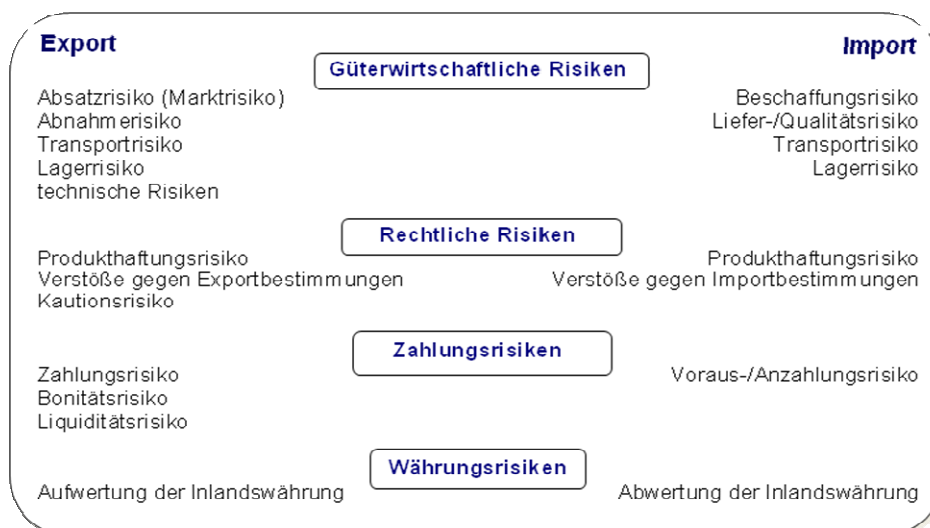 Export
Import
Güterwirtschaftliche Risiken
Absatzrisiko (Marktrisiko)
Beschaffungsrisiko
Abnahmerisiko
Liefer-/Qualitätsrisiko
Transportrisiko
Transportrisiko
Lagerrisiko
Lagerrisiko
technische Risiken
Rechtliche Risiken
Produkthaftungsrisiko
Produkthaftungsrisiko
Verstöße gegen Exportbestimmungen
Verstöße gegen Importbestimmungen
Kautionsrisiko
Zahlungsrisiken
Zahlungsrisiko
Voraus-/Anzahlungsrisiko
Bonitätsrisiko
Liquiditätsrisiko
Währungsrisiken
Aufwertung der Inlandswährung
Abwertung der Inlandswährung